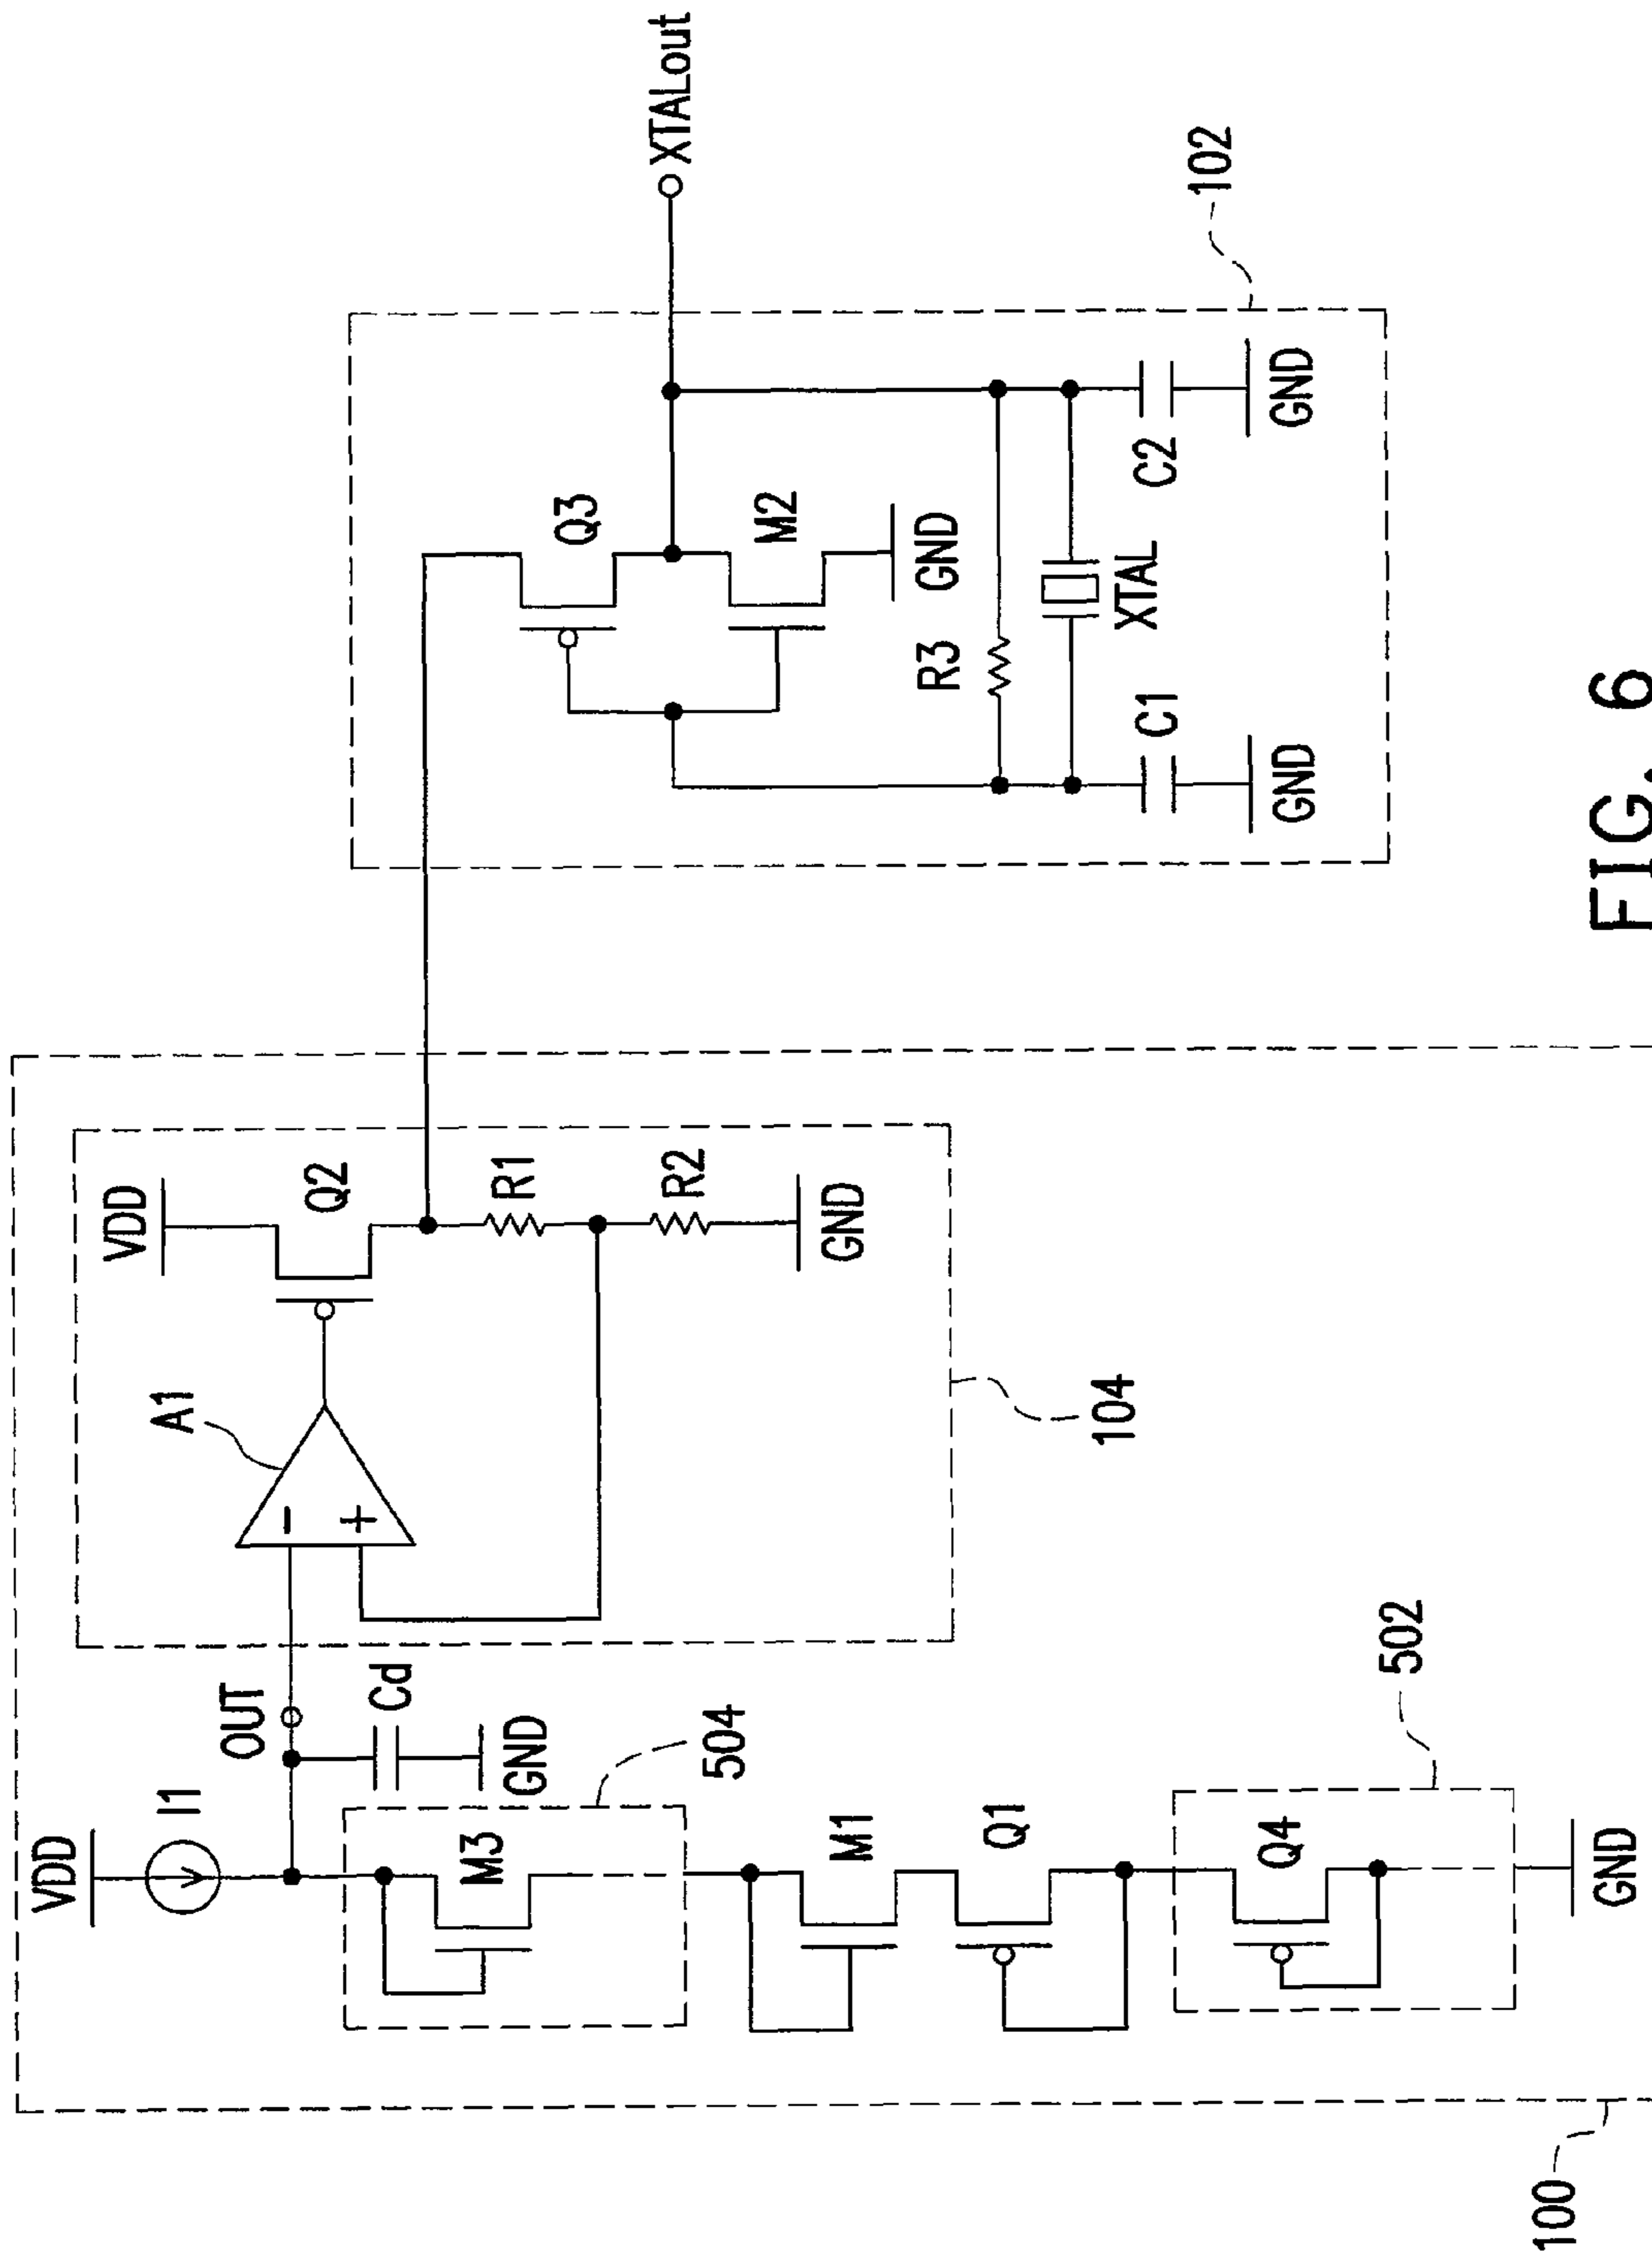 100
VDD
I1
OUT
Cd
GND
504
M3
M1
Q1
502
Q4
GND
A1
-
+
VDD
Q2
R1
R2
GND
104
102
Q3
M2
GND
XTALout
R3
XTAL
C1
GND
C2
GND
FIG. 6